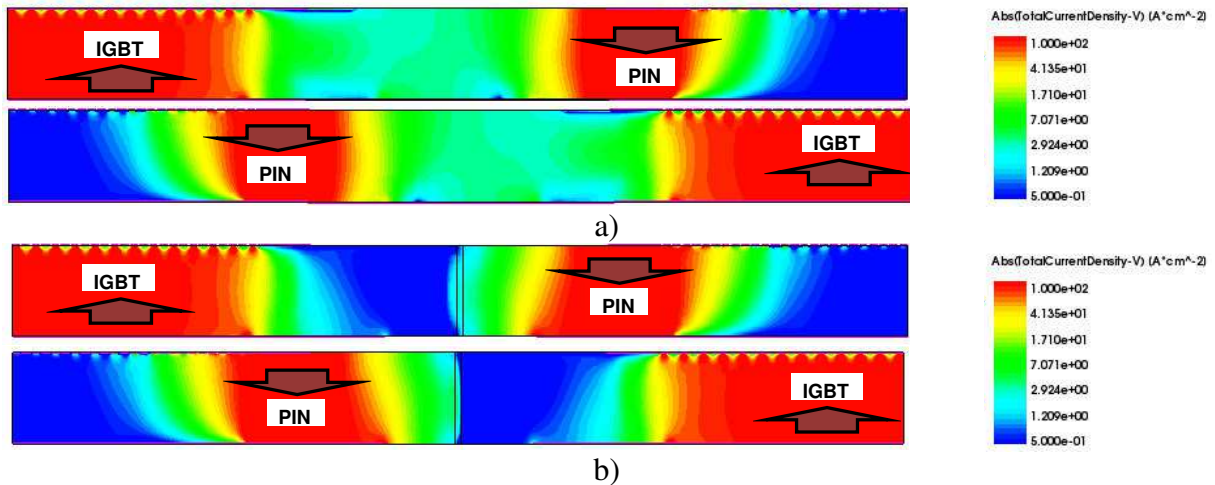 Abs(TotalCurrentDensity-V) (A*cm^-2)
IGBT
PIN
1.000e+02
4.135e+01
1.710e+01
7.071e+00
2.924e+00
1.209e+00
5.000e-01
PIN
IGBT
a)
Abs(TotalCurrentDensity-V) (A*cm^-2)
IGBT
PIN
1.000e+02
4.135e+01
1.710e+01
7.071e+00
2.924e+00
1.209e+00
5.000e-01
PIN
IGBT
b)